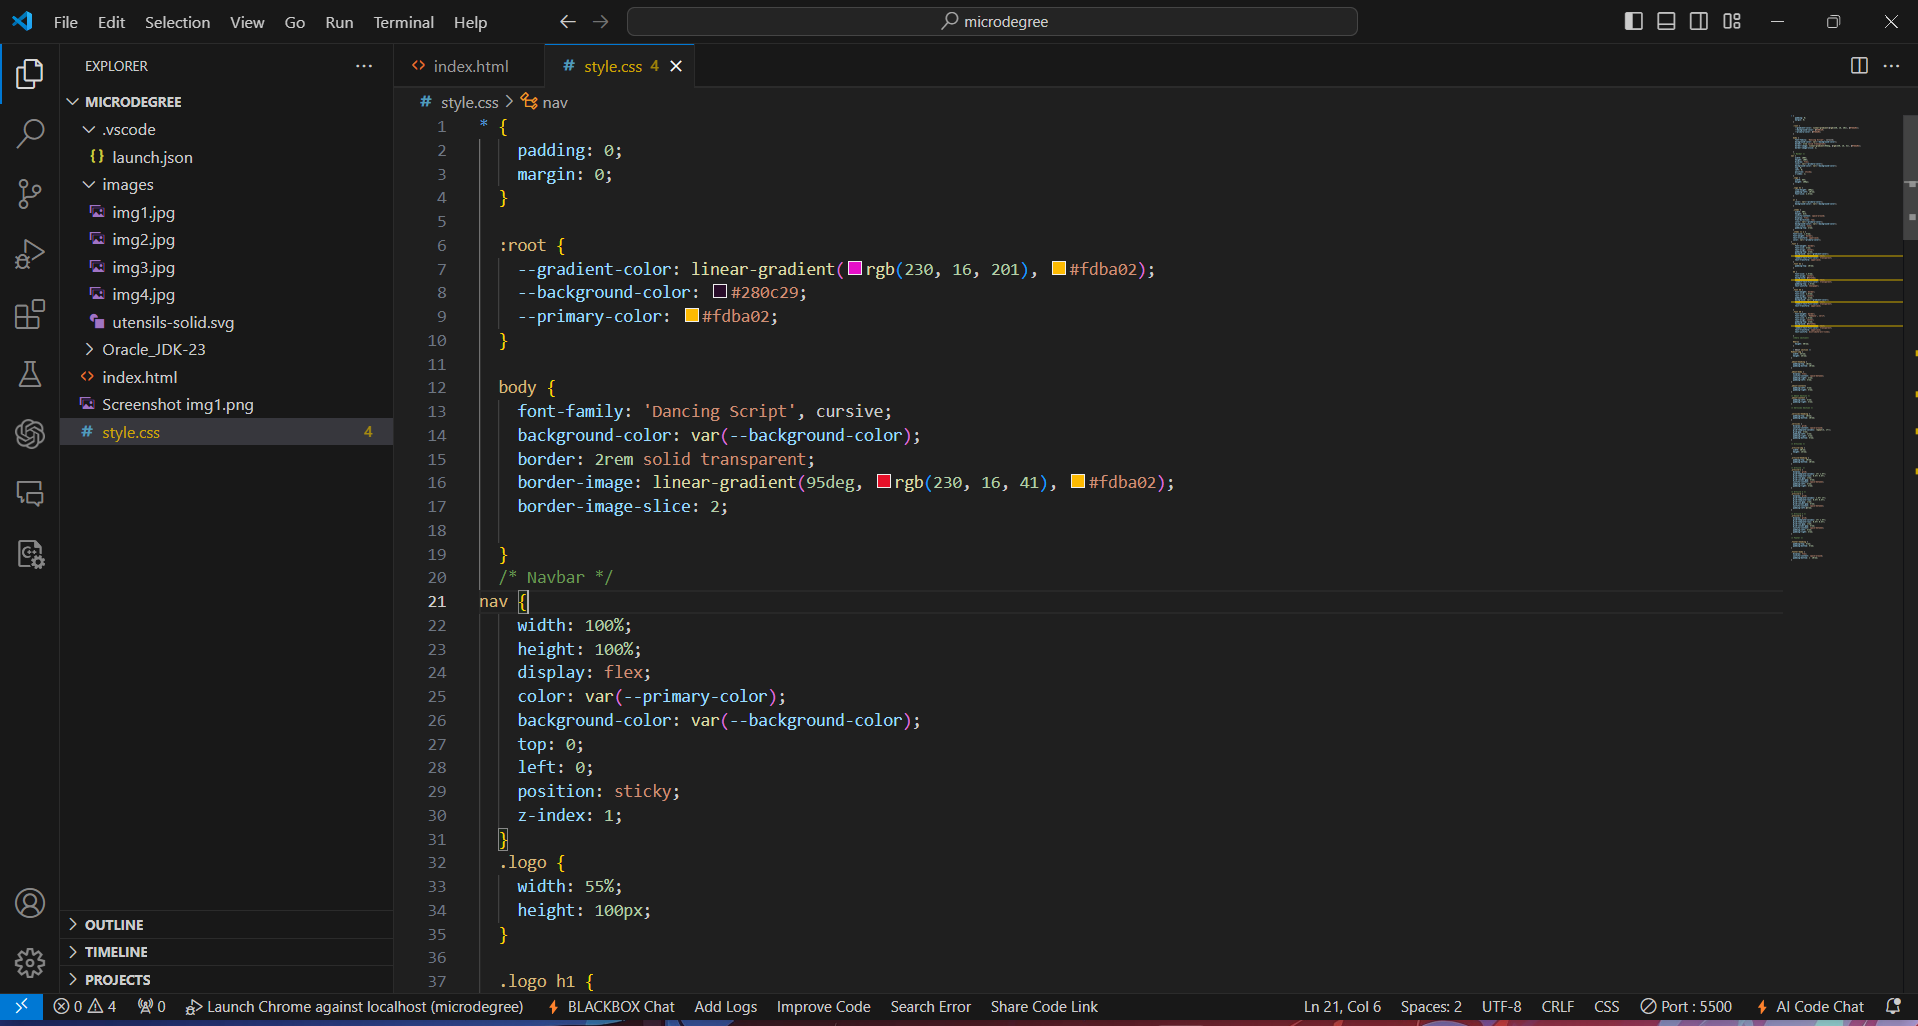 File Edit Selection View Go Run Terminal Help
microdegree
EXPLORER
MICRODEGREE
.vscode
{} launch.json
images
img1.jpg
img2.jpg
img3.jpg
img4.jpg
utensils-solid.svg
Oracle_JDK-23
<> index.html
Screenshot img1.png
# style.css 4
OUTLINE
TIMELINE
PROJECTS
<> index.html
# style.css 4
# style.css > nav
1 * {
2 padding: 0;
3 margin: 0;
4 }
5
6 :root {
7 --gradient-color: linear-gradient(rgb(230, 16, 201), #fdba02);
8 --background-color: #280c29;
9 --primary-color: #fdba02;
10 }
11
12 body {
13 font-family: 'Dancing Script', cursive;
14 background-color: var(--background-color);
15 border: 2rem solid transparent;
16 border-image: linear-gradient(95deg, rgb(230, 16, 41), #fdba02);
17 border-image-slice: 2;
18
19 }
20 /* Navbar */
21 nav {
22 width: 100%;
23 height: 100%;
24 display: flex;
25 color: var(--primary-color);
26 background-color: var(--background-color);
27 top: 0;
28 left: 0;
29 position: sticky;
30 z-index: 1;
31 }
32 .logo {
33 width: 55%;
34 height: 100px;
35 }
36
37 .logo h1 {
0 4 0 Launch Chrome against localhost (microdegree) BLACKBOX Chat Add Logs Improve Code Search Error Share Code Link Ln 21, Col 6 Spaces: 2 UTF-8 CRLF CSS Port : 5500 AI Code Chat